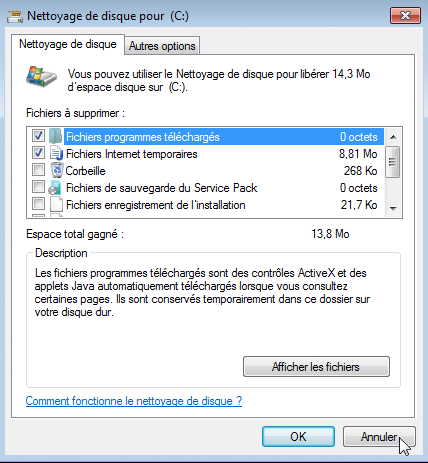 Nettoyage de disque pour (C:)
Nettoyage de disque
Autres options
Vous pouvez utiliser le Nettoyage de disque pour libérer 14,3 Mo
d'espace disque sur (C:).
Fichiers à supprimer :
Fichiers programmes téléchargés 0 octets
Fichiers Internet temporaires 8,81 Mo
Corbeille 268 Ko
Fichiers de sauvegarde du Service Pack 0 octets
Fichiers enregistrement de l'installation 21,7 Ko
Espace total gagné : 13,8 Mo
Description
Les fichiers programmes téléchargés sont des contrôles ActiveX et des
applets Java automatiquement téléchargés lorsque vous consultez
certaines pages. Ils sont conservés temporairement dans ce dossier sur
votre disque dur.
Afficher les fichiers
Comment fonctionne le nettoyage de disque ?
OK
Annuler